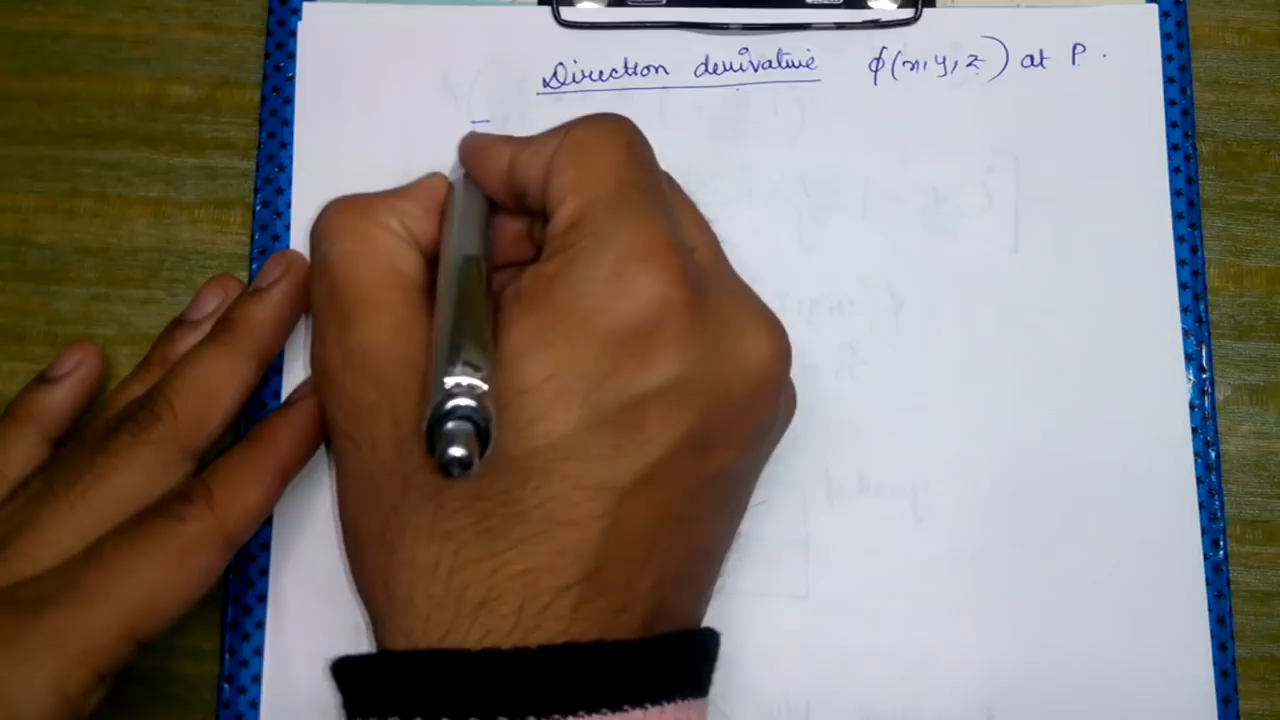 Direction derivative ϕ(x, y, z) at P.